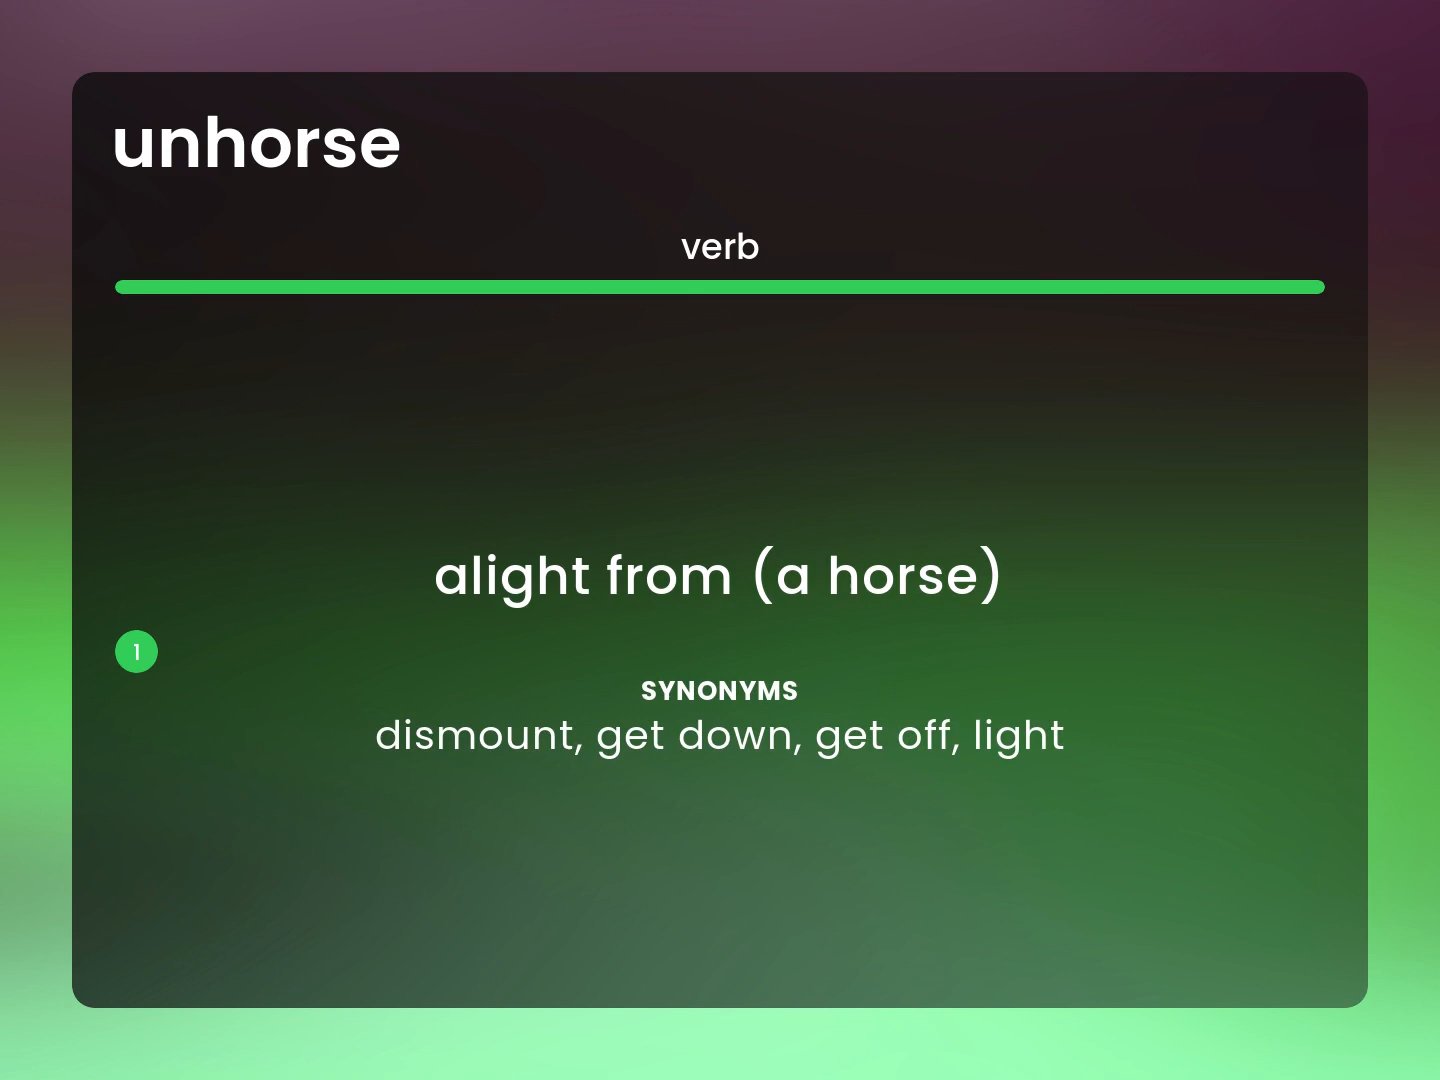 unhorse
verb
alight from (a horse)
1
SYNONYMS
dismount, get down, get off, light